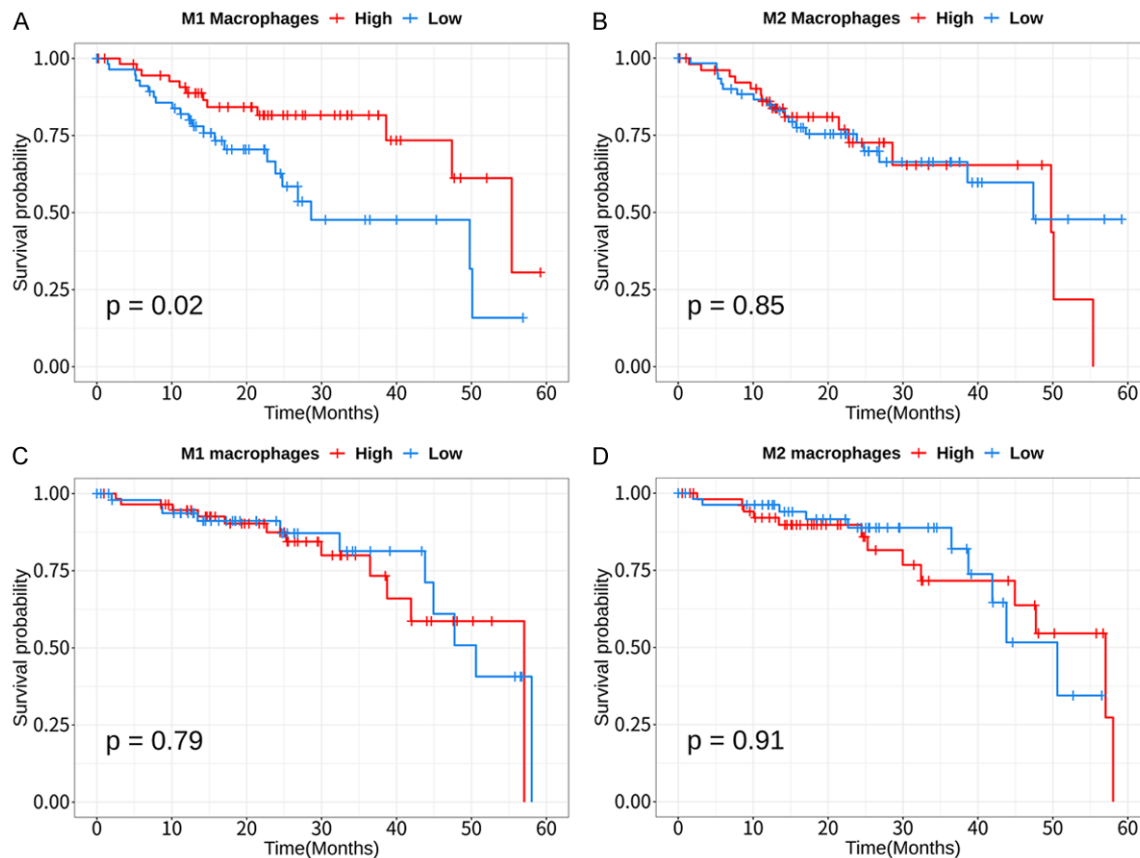 A
M1 Macrophages High Low
Survival probability
1.00
0.75
0.50
0.25
0.00
p = 0.02
0 10 20 30 40 50 60
Time(Months)
B
M2 Macrophages High Low
Survival probability
1.00
0.75
0.50
0.25
0.00
p = 0.85
0 10 20 30 40 50 60
Time(Months)
C
M1 macrophages High Low
Survival probability
1.00
0.75
0.50
0.25
0.00
p = 0.79
0 10 20 30 40 50 60
Time(Months)
D
M2 macrophages High Low
Survival probability
1.00
0.75
0.50
0.25
0.00
p = 0.91
0 10 20 30 40 50 60
Time(Months)